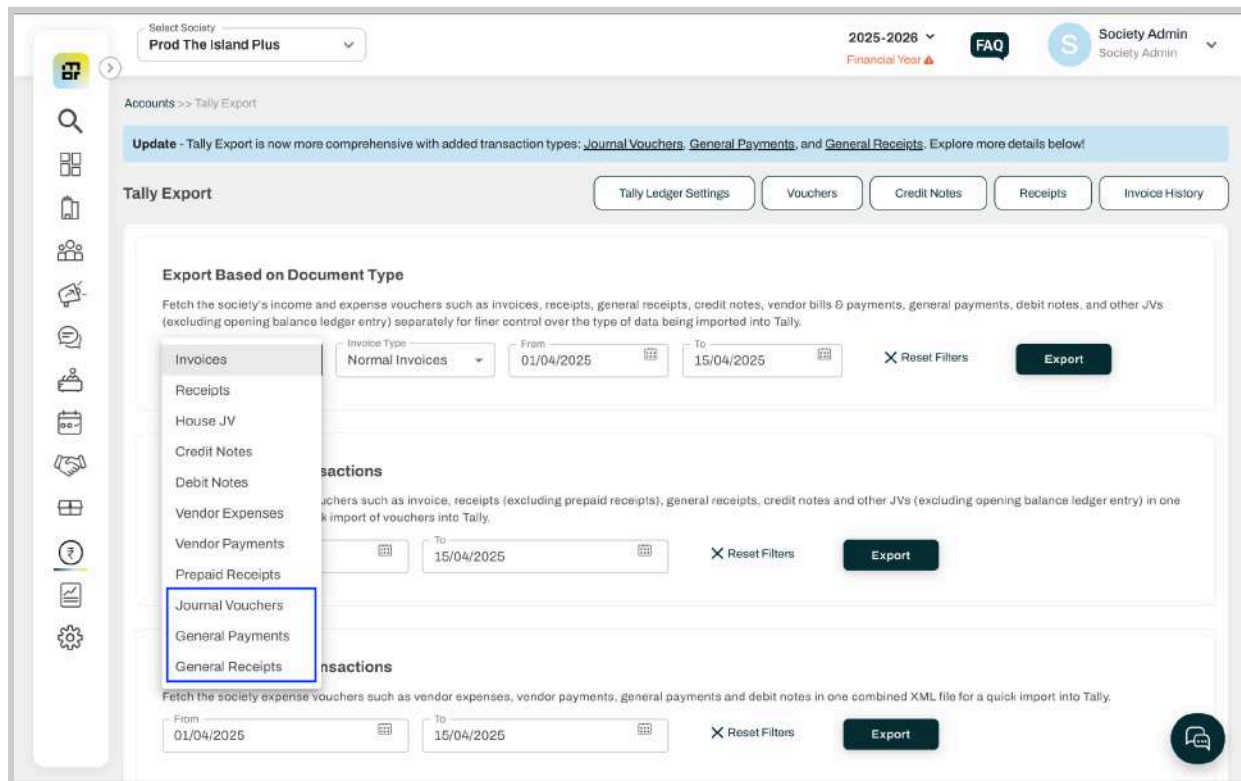 Select Society
Prod The Island Plus
2025-2026
Financial Year
FAQ
S
Society Admin
Society Admin
Accounts >> Tally Export
Update - Tally Export is now more comprehensive with added transaction types: Journal Vouchers, General Payments, and General Receipts. Explore more details below!
Tally Export
Tally Ledger Settings
Vouchers
Credit Notes
Receipts
Invoice History
Export Based on Document Type
Fetch the society's income and expense vouchers such as invoices, receipts, general receipts, credit notes, vendor bills & payments, general payments, debit notes, and other JVs
(excluding opening balance ledger entry) separately for finer control over the type of data being imported into Tally.
Invoice Type
Normal Invoices
From
01/04/2025
To
15/04/2025
Reset Filters
Export
Invoices
Receipts
House JV
Credit Notes
Debit Notes
Vendor Expenses
Vendor Payments
Prepaid Receipts
Journal Vouchers
General Payments
General Receipts
such as invoice, receipts (excluding prepaid receipts), general receipts, credit notes and other JVs (excluding opening balance ledger entry) in one
import of vouchers into Tally.
To
15/04/2025
Reset Filters
Export
Fetch the society expense vouchers such as vendor expenses, vendor payments, general payments and debit notes in one combined XML file for a quick import into Tally.
From
01/04/2025
To
15/04/2025
Reset Filters
Export